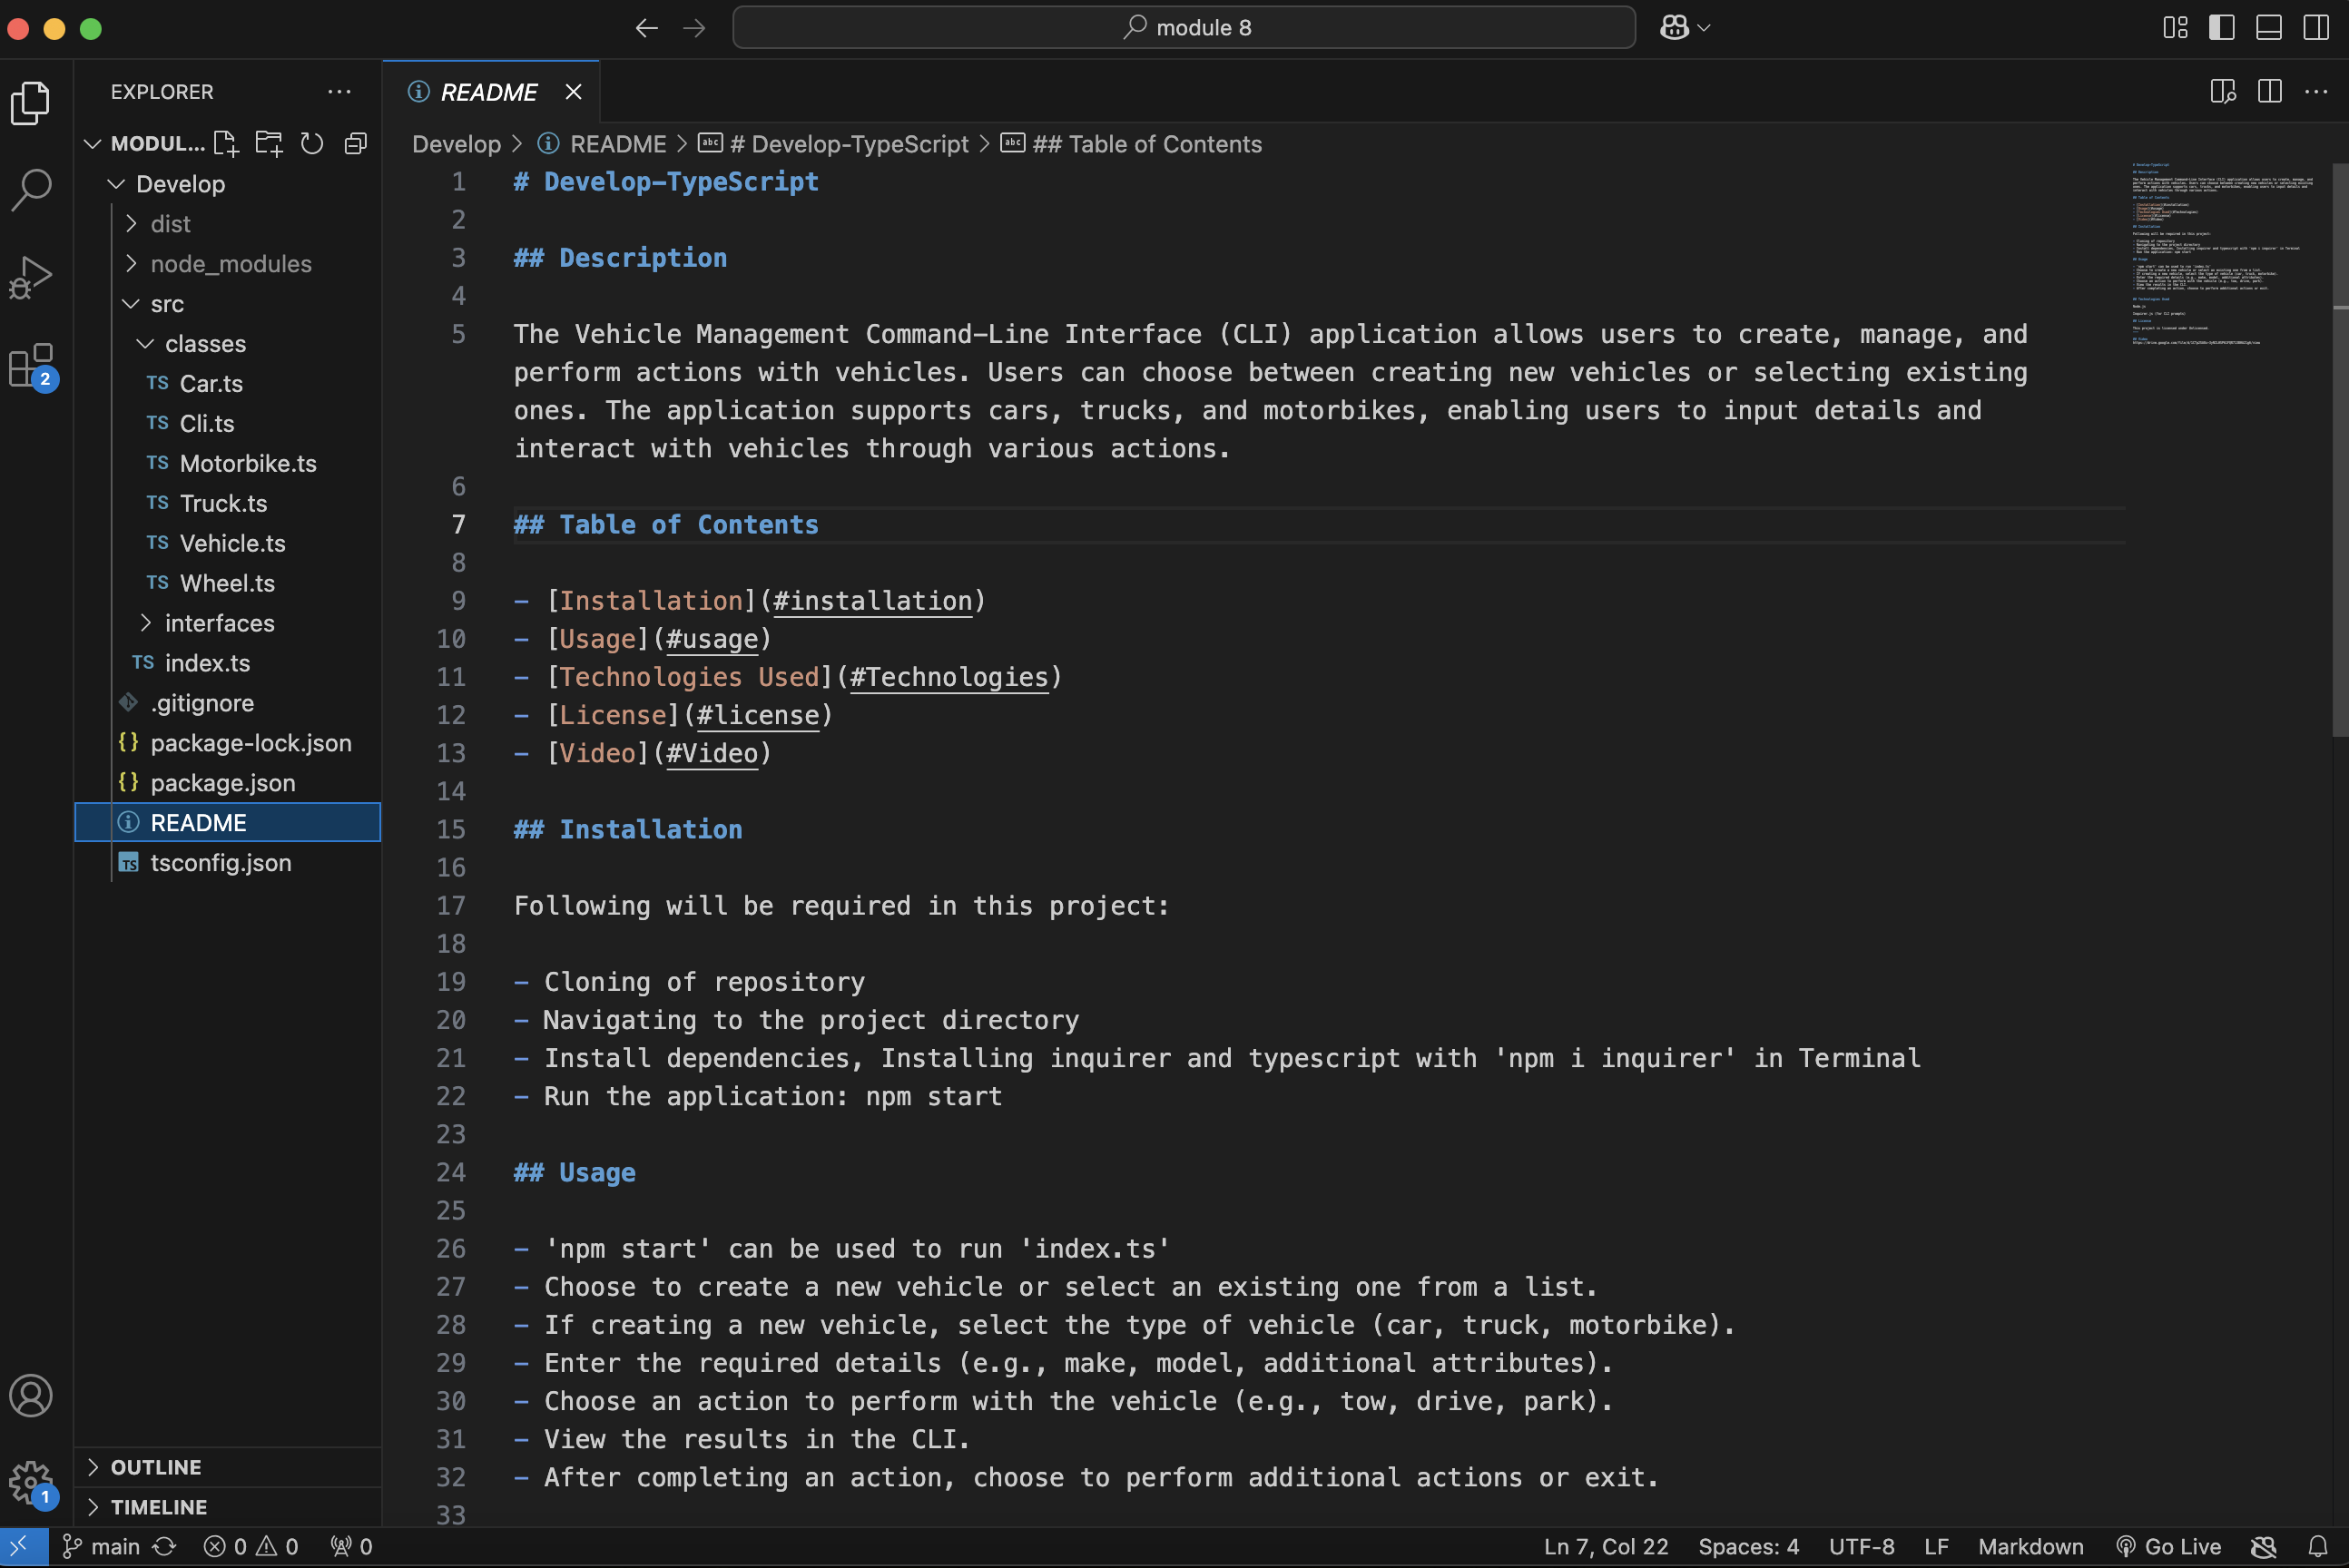 module 8
EXPLORER
README
MODUL...
Develop > README > # Develop-TypeScript > ## Table of Contents
Develop
dist
node_modules
src
classes
TS Car.ts
TS Cli.ts
TS Motorbike.ts
TS Truck.ts
TS Vehicle.ts
TS Wheel.ts
interfaces
TS index.ts
.gitignore
{} package-lock.json
{} package.json
README
TS tsconfig.json
OUTLINE
TIMELINE
2
1
1 # Develop-TypeScript
2
3 ## Description
4
5 The Vehicle Management Command-Line Interface (CLI) application allows users to create, manage, and
perform actions with vehicles. Users can choose between creating new vehicles or selecting existing
ones. The application supports cars, trucks, and motorbikes, enabling users to input details and
interact with vehicles through various actions.
6
7 ## Table of Contents
8
9 - [Installation](#installation)
10 - [Usage](#usage)
11 - [Technologies Used](#Technologies)
12 - [License](#license)
13 - [Video](#Video)
14
15 ## Installation
16
17 Following will be required in this project:
18
19 - Cloning of repository
20 - Navigating to the project directory
21 - Install dependencies, Installing inquirer and typescript with 'npm i inquirer' in Terminal
22 - Run the application: npm start
23
24 ## Usage
25
26 - 'npm start' can be used to run 'index.ts'
27 - Choose to create a new vehicle or select an existing one from a list.
28 - If creating a new vehicle, select the type of vehicle (car, truck, motorbike).
29 - Enter the required details (e.g., make, model, additional attributes).
30 - Choose an action to perform with the vehicle (e.g., tow, drive, park).
31 - View the results in the CLI.
32 - After completing an action, choose to perform additional actions or exit.
33
main 0 0 0 Ln 7, Col 22 Spaces: 4 UTF-8 LF Markdown Go Live